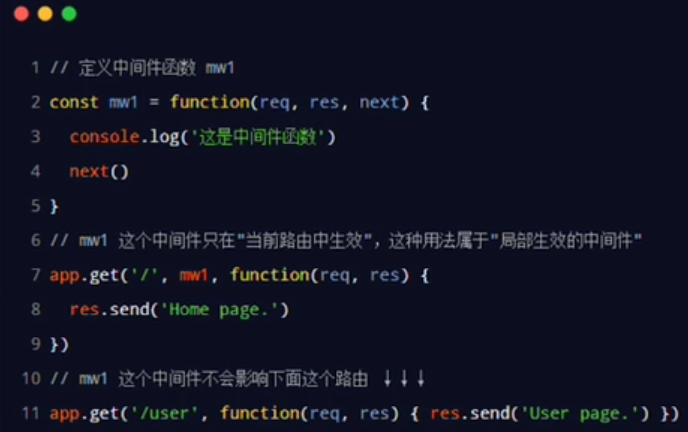 1 // 定义中间件函数 mw1
2 const mw1 = function(req, res, next) {
3   console.log('这是中间件函数')
4   next()
5 }
6 // mw1 这个中间件只在"当前路由中生效"，这种用法属于"局部生效的中间件"
7 app.get('/', mw1, function(req, res) {
8   res.send('Home page.')
9 })
10 // mw1 这个中间件不会影响下面这个路由 ↓↓↓
11 app.get('/user', function(req, res) { res.send('User page.') })